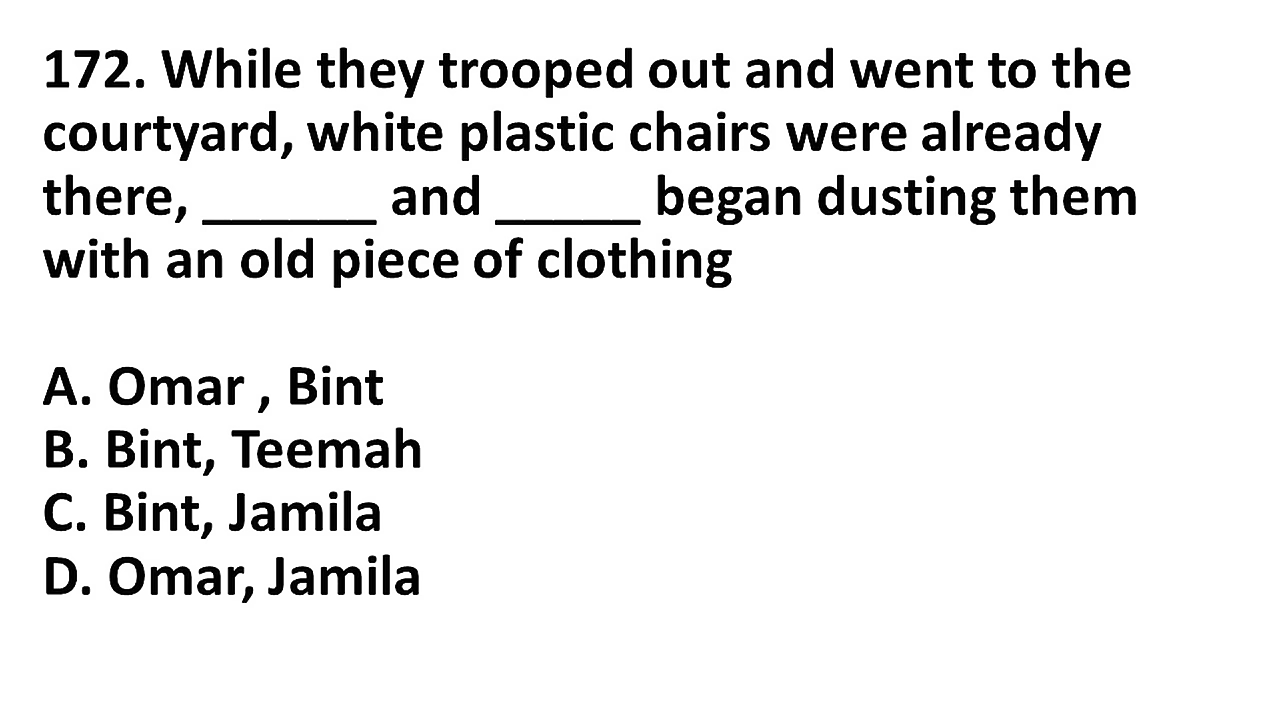 172. While they trooped out and went to the
courtyard, white plastic chairs were already
there, ______ and _____ began dusting them
with an old piece of clothing
A. Omar , Bint
B. Bint, Teemah
C. Bint, Jamila
D. Omar, Jamila